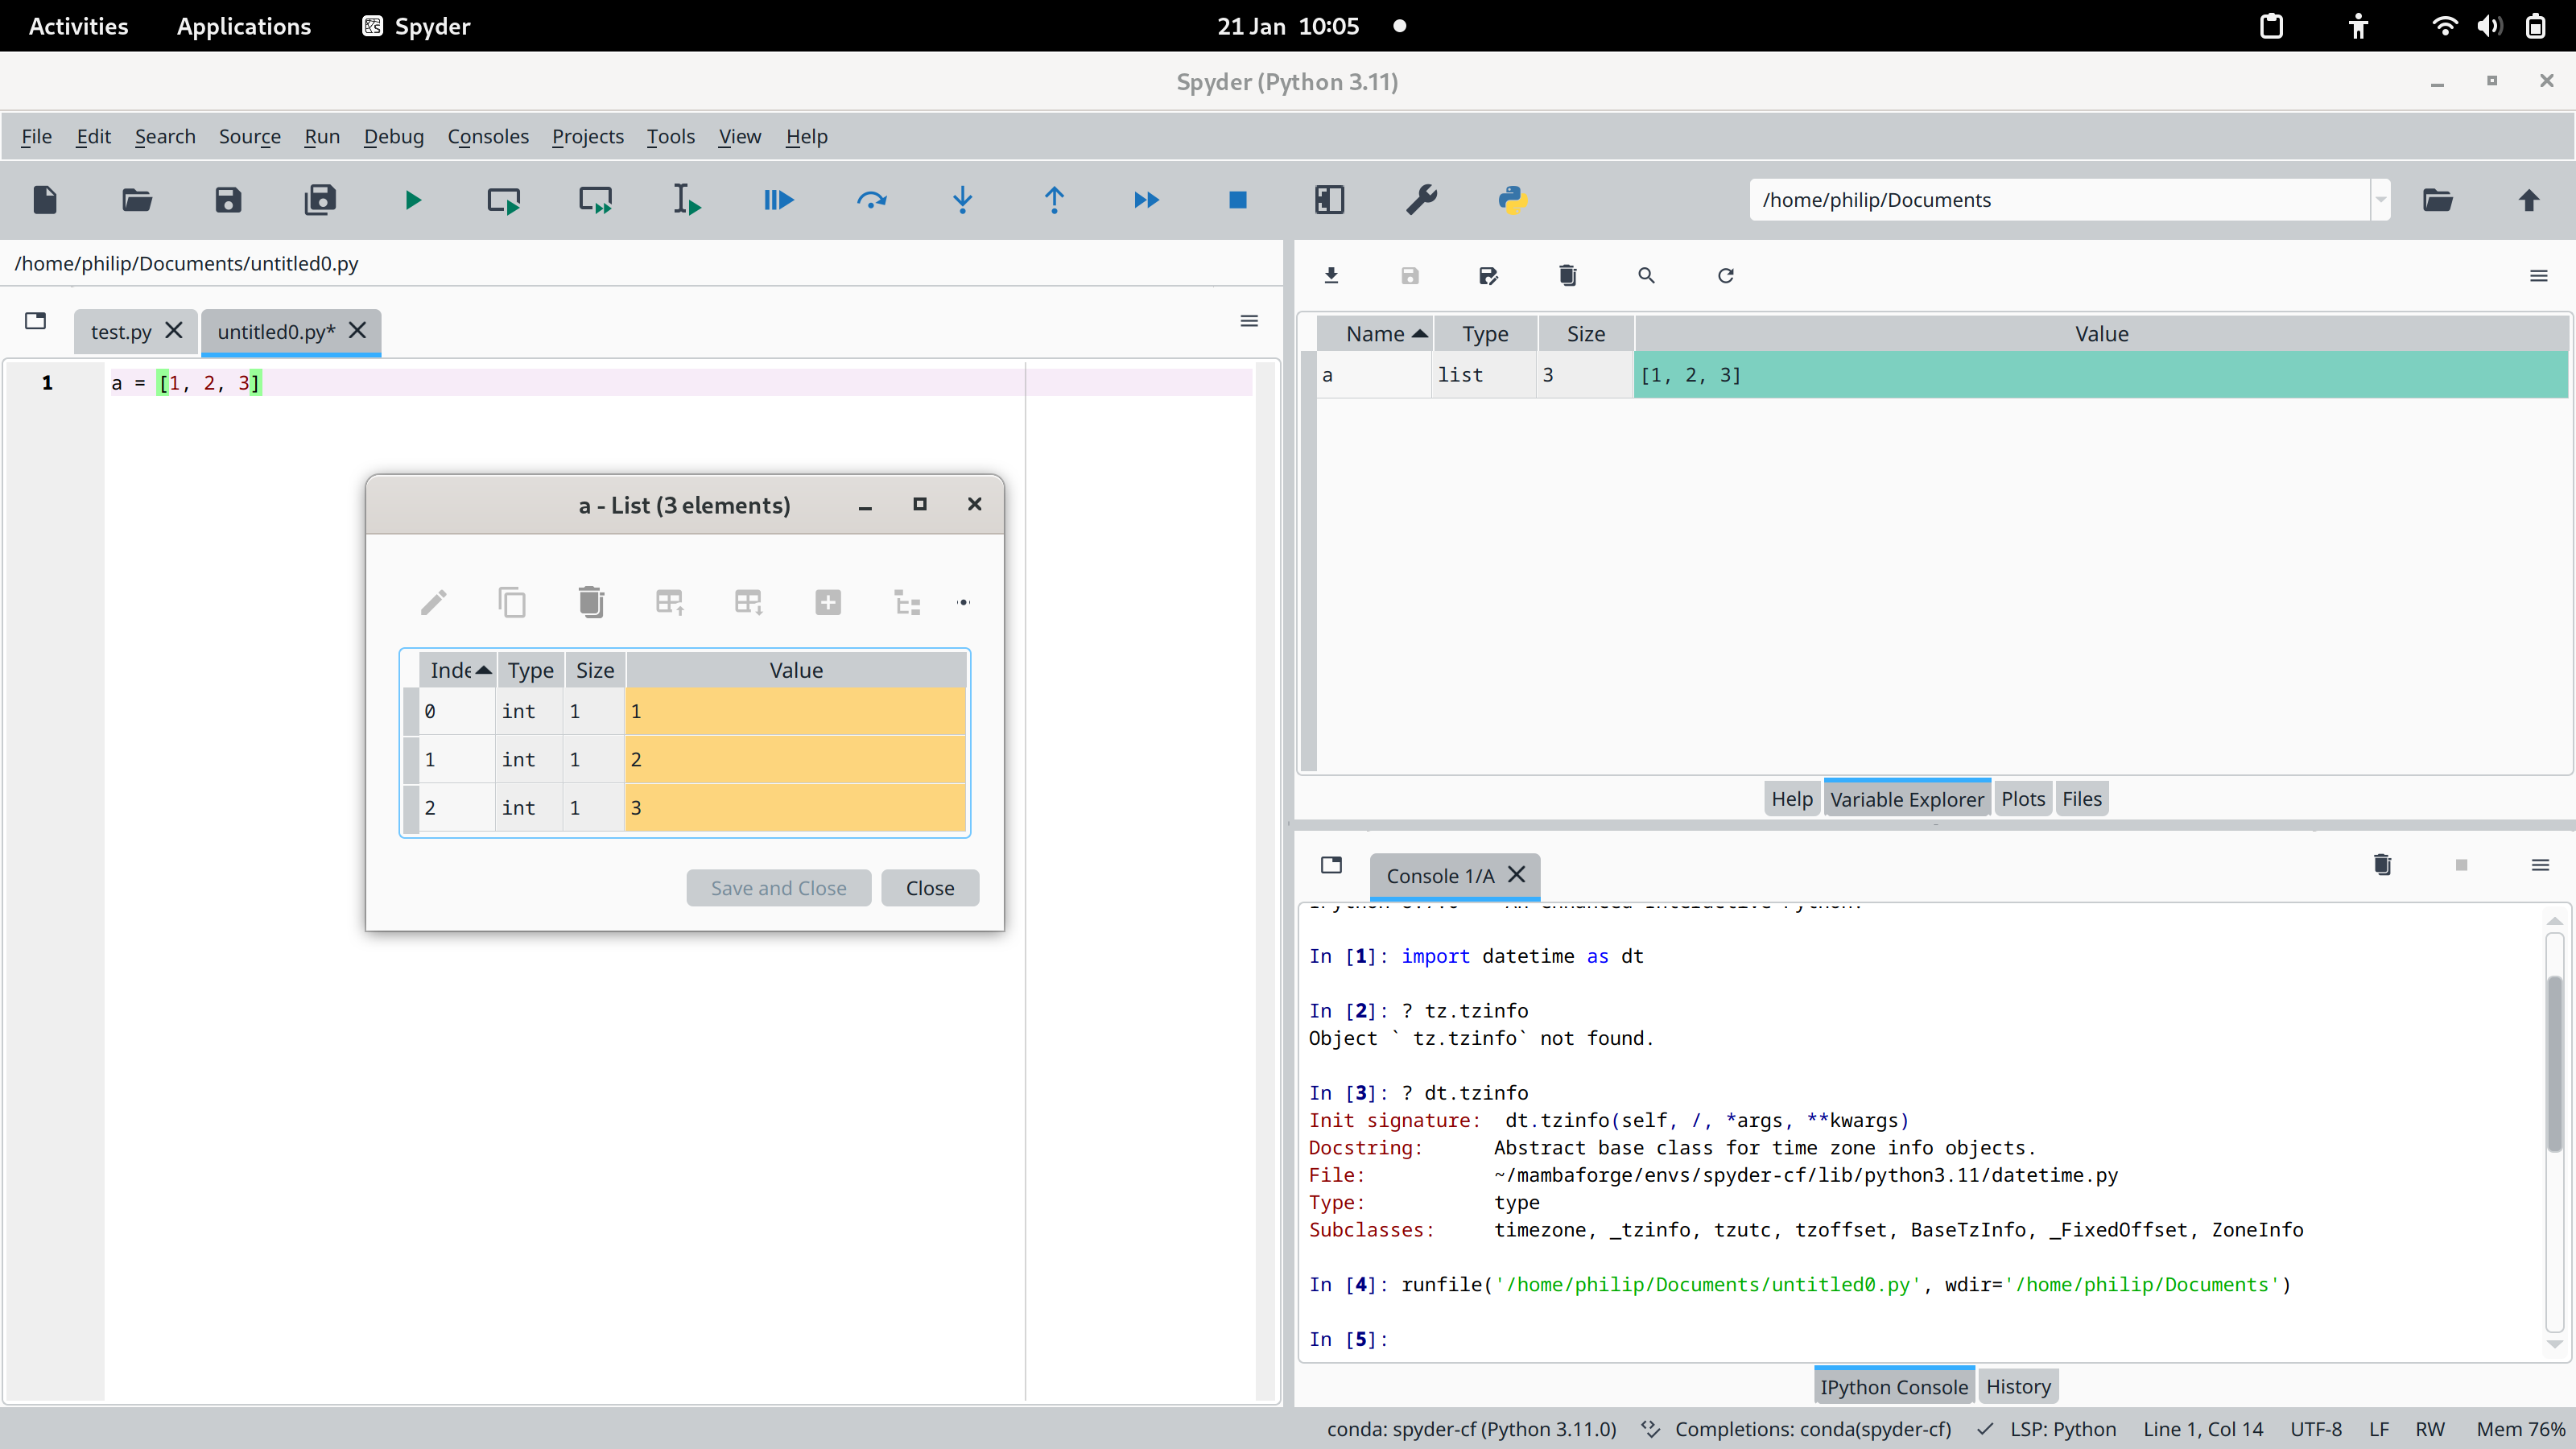 Activities Applications Spyder 21 Jan 10:05
Spyder (Python 3.11)
File Edit Search Source Run Debug Consoles Projects Tools View Help
/home/philip/Documents
/home/philip/Documents/untitled0.py
test.py untitled0.py*
1 a = [1, 2, 3]
a - List (3 elements)
Inde Type Size Value
0 int 1 1
1 int 1 2
2 int 1 3
Save and Close Close
Name Type Size Value
a list 3 [1, 2, 3]
Help Variable Explorer Plots Files
Console 1/A
In [1]: import datetime as dt
In [2]: ? tz.tzinfo
Object ` tz.tzinfo` not found.
In [3]: ? dt.tzinfo
Init signature: dt.tzinfo(self, /, *args, **kwargs)
Docstring: Abstract base class for time zone info objects.
File: ~/mambaforge/envs/spyder-cf/lib/python3.11/datetime.py
Type: type
Subclasses: timezone, _tzinfo, tzutc, tzoffset, BaseTzInfo, _FixedOffset, ZoneInfo
In [4]: runfile('/home/philip/Documents/untitled0.py', wdir='/home/philip/Documents')
In [5]:
IPython Console History
conda: spyder-cf (Python 3.11.0) Completions: conda(spyder-cf) LSP: Python Line 1, Col 14 UTF-8 LF RW Mem 76%